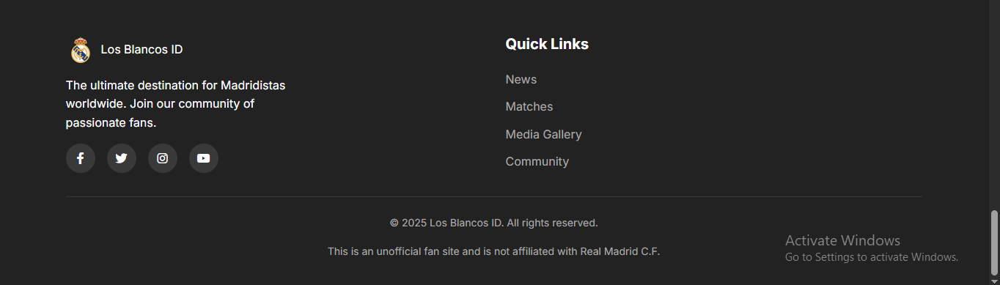 Los Blancos ID
The ultimate destination for Madridistas
worldwide. Join our community of
passionate fans.
Quick Links
News
Matches
Media Gallery
Community
© 2025 Los Blancos ID. All rights reserved.
This is an unofficial fan site and is not affiliated with Real Madrid C.F.
Activate Windows
Go to Settings to activate Windows.